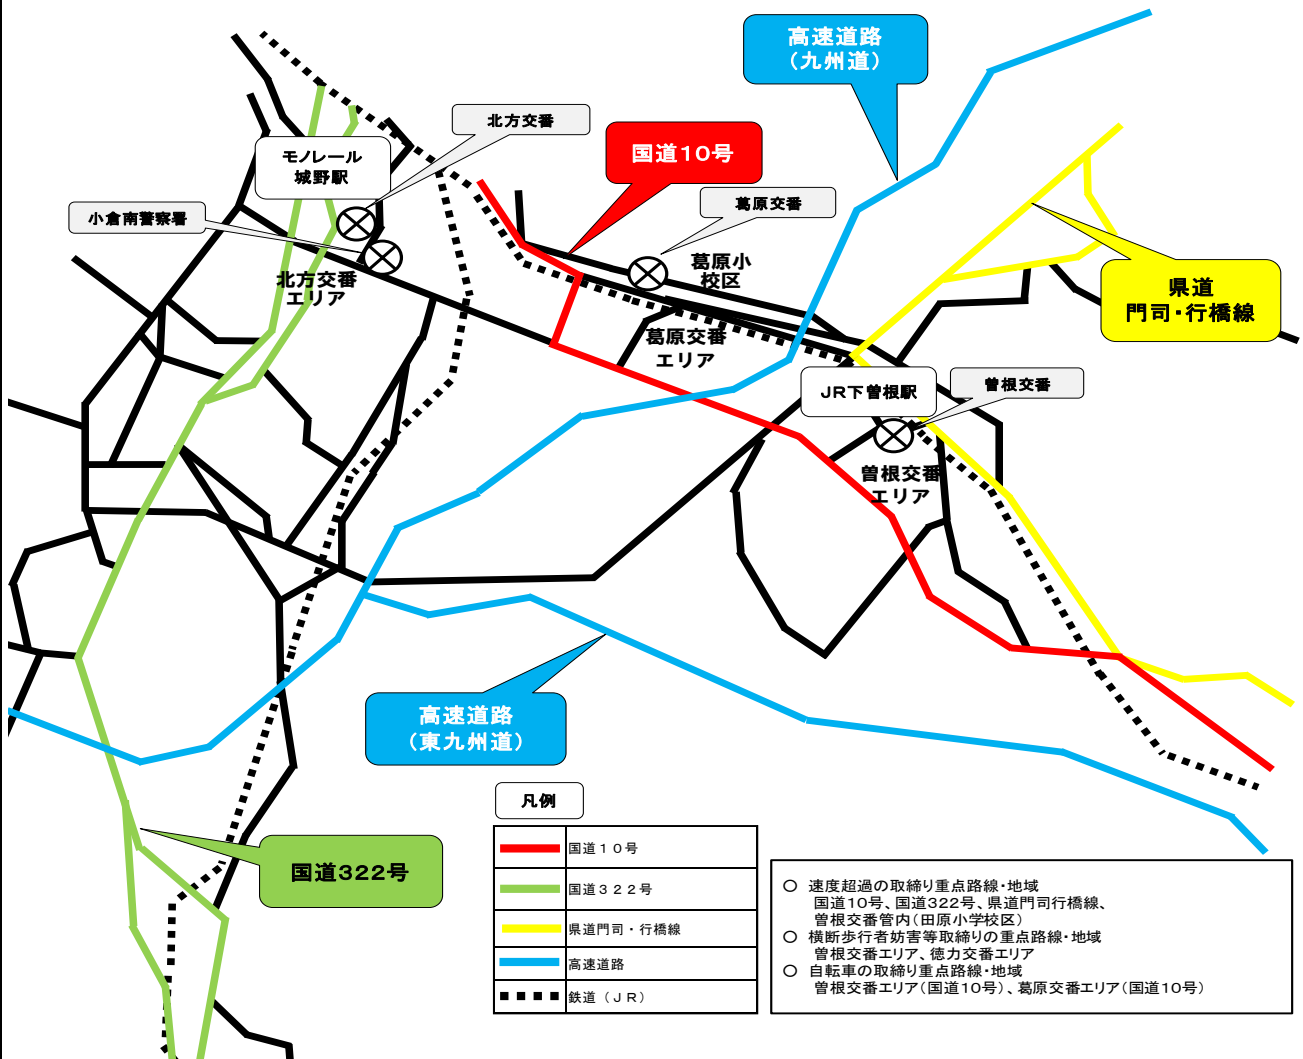 高速道路
（九州道）
北方交番
国道10号
モノレール
城野駅
葛原交番
小倉南警察署
葛原小
校区
北方交番
エリア
県道
門司・行橋線
葛原交番
エリア
JR下曽根駅
曽根交番
曽根交番
エリア
高速道路
（東九州道）
凡例
国道１０号
国道３２２号
県道門司・行橋線
高速道路
鉄道（ＪＲ）
国道322号
○ 速度超過の取締り重点路線・地域
国道10号、国道322号、県道門司行橋線、
曽根交番管内（田原小学校区）
○ 横断歩行者妨害等取締りの重点路線・地域
曽根交番エリア、徳力交番エリア
○ 自転車の取締り重点路線・地域
曽根交番エリア（国道10号）、葛原交番エリア（国道10号）